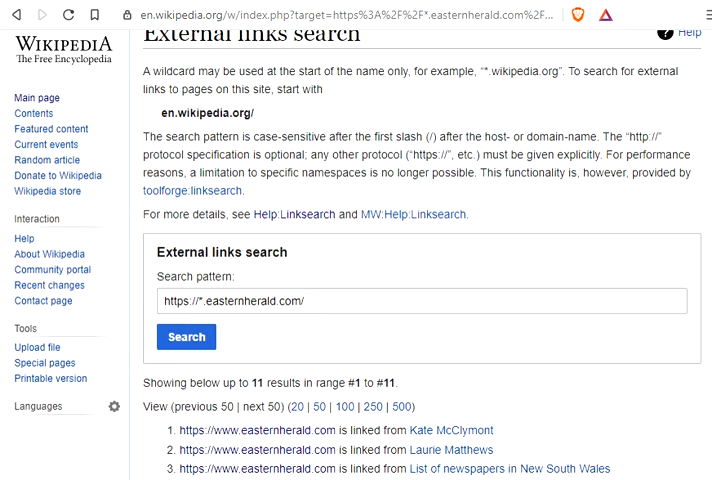 en.wikipedia.org/w/index.php?target=https%3A%2F%2F*.easternherald.com%2F...
WIKIPEDIA
The Free Encyclopedia
Main page
Contents
Featured content
Current events
Random article
Donate to Wikipedia
Wikipedia store
Interaction
Help
About Wikipedia
Community portal
Recent changes
Contact page
Tools
Upload file
Special pages
Printable version
Languages
External links search
Help
A wildcard may be used at the start of the name only, for example, “*.wikipedia.org”. To search for external
links to pages on this site, start with
en.wikipedia.org/
The search pattern is case-sensitive after the first slash (/) after the host- or domain-name. The “http://”
protocol specification is optional; any other protocol (“https://”, etc.) must be given explicitly. For performance
reasons, a limitation to specific namespaces is no longer possible. This functionality is, however, provided by
toolforge:linksearch.
For more details, see Help:Linksearch and MW:Help:Linksearch.
External links search
Search pattern:
https://*.easternherald.com/
Search
Showing below up to 11 results in range #1 to #11.
View (previous 50 | next 50) (20 | 50 | 100 | 250 | 500)
1. https://www.easternherald.com is linked from Kate McClymont
2. https://www.easternherald.com is linked from Laurie Matthews
3. https://www.easternherald.com is linked from List of newspapers in New South Wales